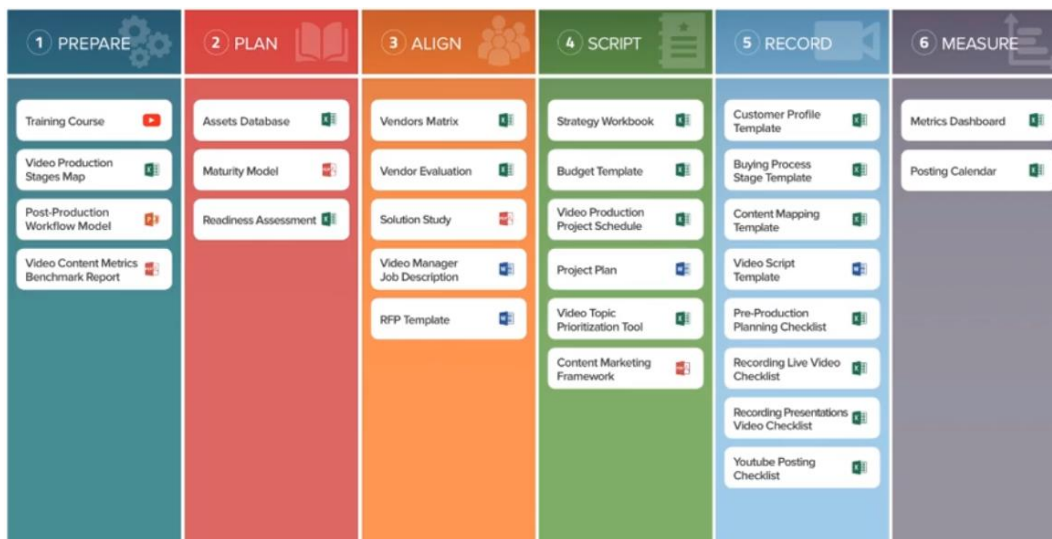 1 PREPARE
2 PLAN
3 ALIGN
4 SCRIPT
5 RECORD
6 MEASURE
Training Course
Video Production
Stages Map
Post-Production
Workflow Model
Video Content Metrics
Benchmark Report
Assets Database
Maturity Model
Readiness Assessment
Vendors Matrix
Vendor Evaluation
Solution Study
Video Manager
Job Description
RFP Template
Strategy Workbook
Budget Template
Video Production
Project Schedule
Project Plan
Video Topic
Prioritization Tool
Content Marketing
Framework
Customer Profile
Template
Buying Process
Stage Template
Content Mapping
Template
Video Script
Template
Pre-Production
Planning Checklist
Recording Live Video
Checklist
Recording Presentations
Video Checklist
Youtube Posting
Checklist
Metrics Dashboard
Posting Calendar